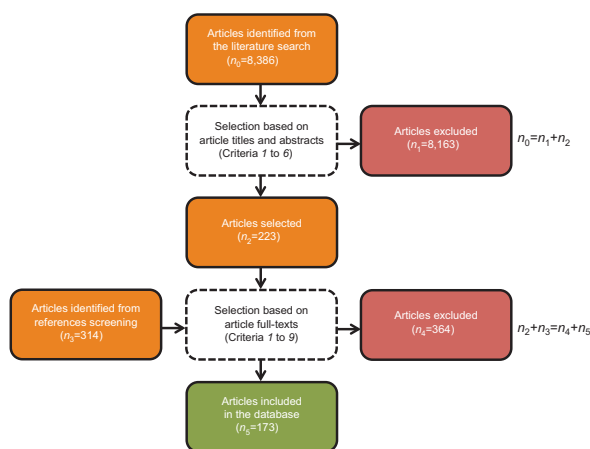 Articles identified from
the literature search
(n₀=8,386)
Selection based on
article titles and abstracts
(Criteria 1 to 6)
Articles excluded
(n₁=8,163)
n₀=n₁+n₂
Articles selected
(n₂=223)
Articles identified from
references screening
(n₃=314)
Selection based on
article full-texts
(Criteria 1 to 9)
Articles excluded
(n₄=364)
n₂+n₃=n₄+n₅
Articles included
in the database
(n₅=173)